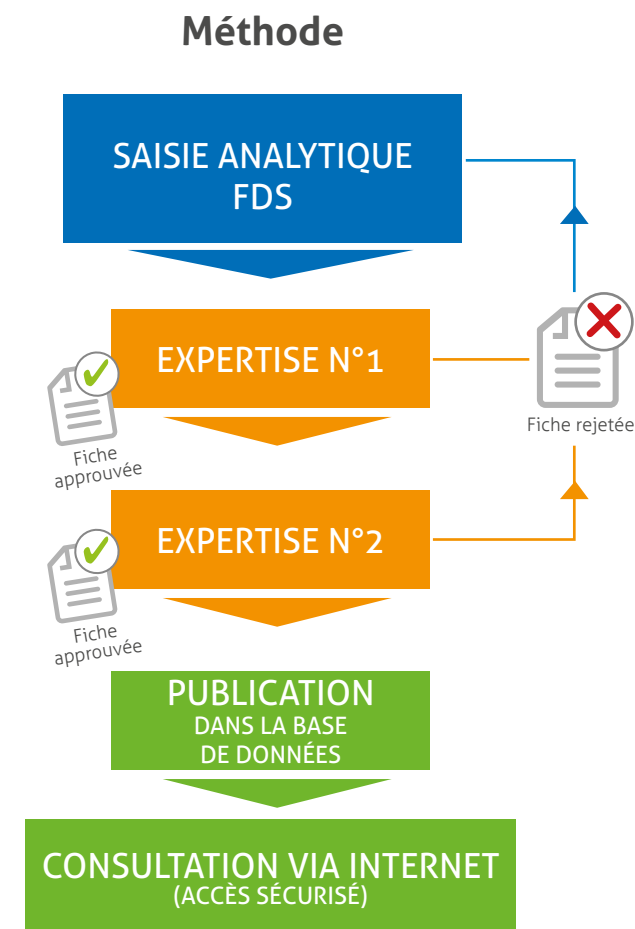 Méthode
SAISIE ANALYTIQUE
FDS
EXPERTISE N°1
Fiche
approuvée
Fiche rejetée
EXPERTISE N°2
Fiche
approuvée
PUBLICATION
DANS LA BASE
DE DONNÉES
CONSULTATION VIA INTERNET
(ACCÈS SÉCURISÉ)